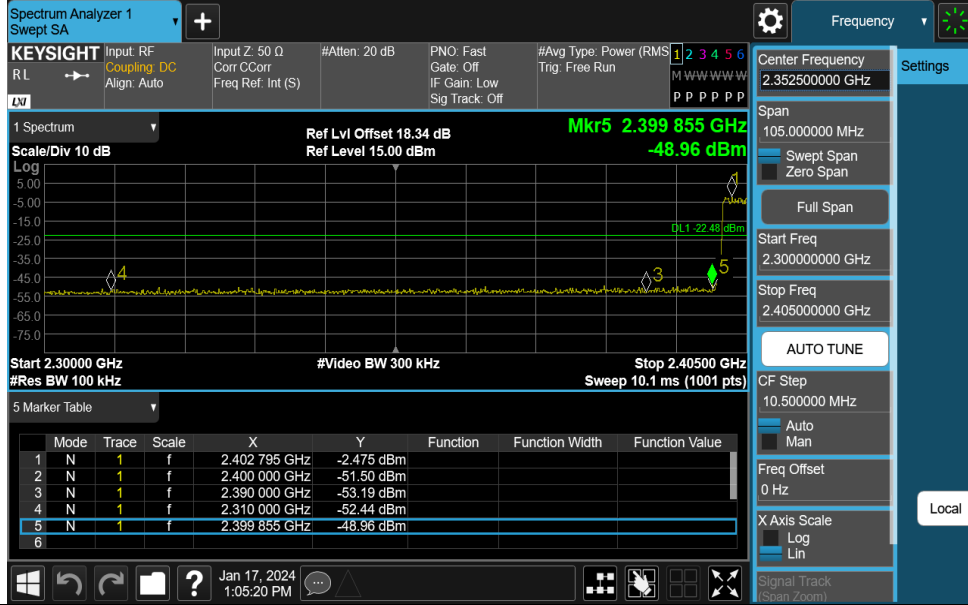 Spectrum Analyzer 1
Swept SA
+
Frequency
KEYSIGHT
R L
LXI
Input: RF
Coupling: DC
Align: Auto
Input Z: 50 Ω
Corr CCorr
Freq Ref: Int (S)
#Atten: 20 dB
PNO: Fast
Gate: Off
IF Gain: Low
Sig Track: Off
#Avg Type: Power (RMS
Trig: Free Run
1 2 3 4 5 6
M W W W W W
P P P P P P
Center Frequency
2.352500000 GHz
Settings
Span
105.000000 MHz
Swept Span
Zero Span
Full Span
Start Freq
2.300000000 GHz
Stop Freq
2.405000000 GHz
AUTO TUNE
CF Step
10.500000 MHz
Auto
Man
Freq Offset
0 Hz
X Axis Scale
Log
Lin
Signal Track
(Span Zoom)
Local
1 Spectrum
Scale/Div 10 dB
Ref Lvl Offset 18.34 dB
Ref Level 15.00 dBm
Mkr5 2.399 855 GHz
-48.96 dBm
Log
5.00
-5.00
-15.0
-25.0
-35.0
-45.0
-55.0
-65.0
-75.0
1
DL1 -22.48 dBm
4
3
5
Start 2.30000 GHz
#Res BW 100 kHz
#Video BW 300 kHz
Stop 2.40500 GHz
Sweep 10.1 ms (1001 pts)
5 Marker Table
Mode Trace Scale X Y Function Function Width Function Value
1 N 1 f 2.402 795 GHz -2.475 dBm
2 N 1 f 2.400 000 GHz -51.50 dBm
3 N 1 f 2.390 000 GHz -53.19 dBm
4 N 1 f 2.310 000 GHz -52.44 dBm
5 N 1 f 2.399 855 GHz -48.96 dBm
6
?
Jan 17, 2024
1:05:20 PM